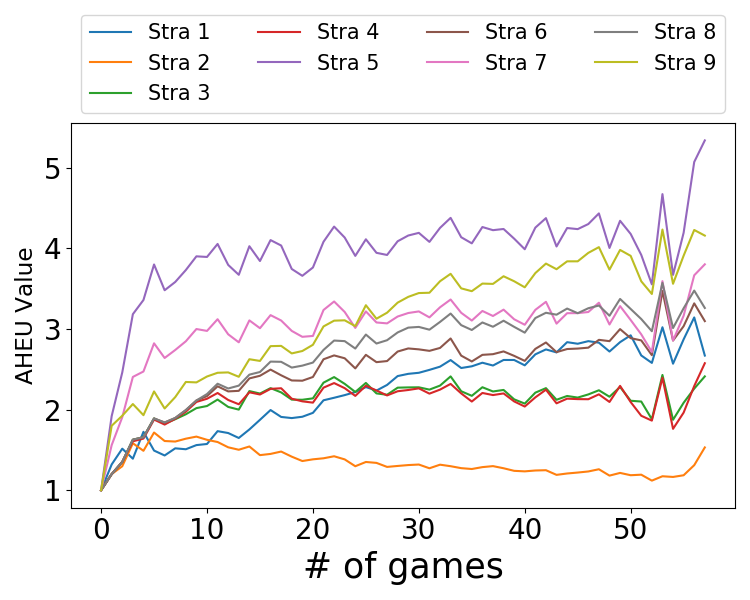 Stra 1 Stra 4 Stra 6 Stra 8
Stra 2 Stra 5 Stra 7 Stra 9
Stra 3
5
4
3
2
1
AHEU Value
0 10 20 30 40 50
# of games